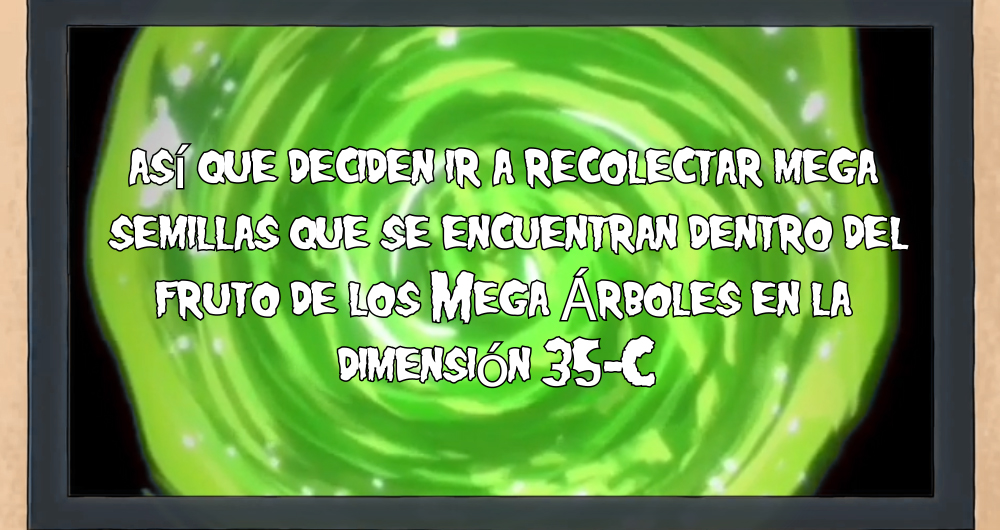 así que deciden ir a recolectar mega
semillas que se encuentran dentro del
fruto de los Mega Árboles en la
dimensión 35-C